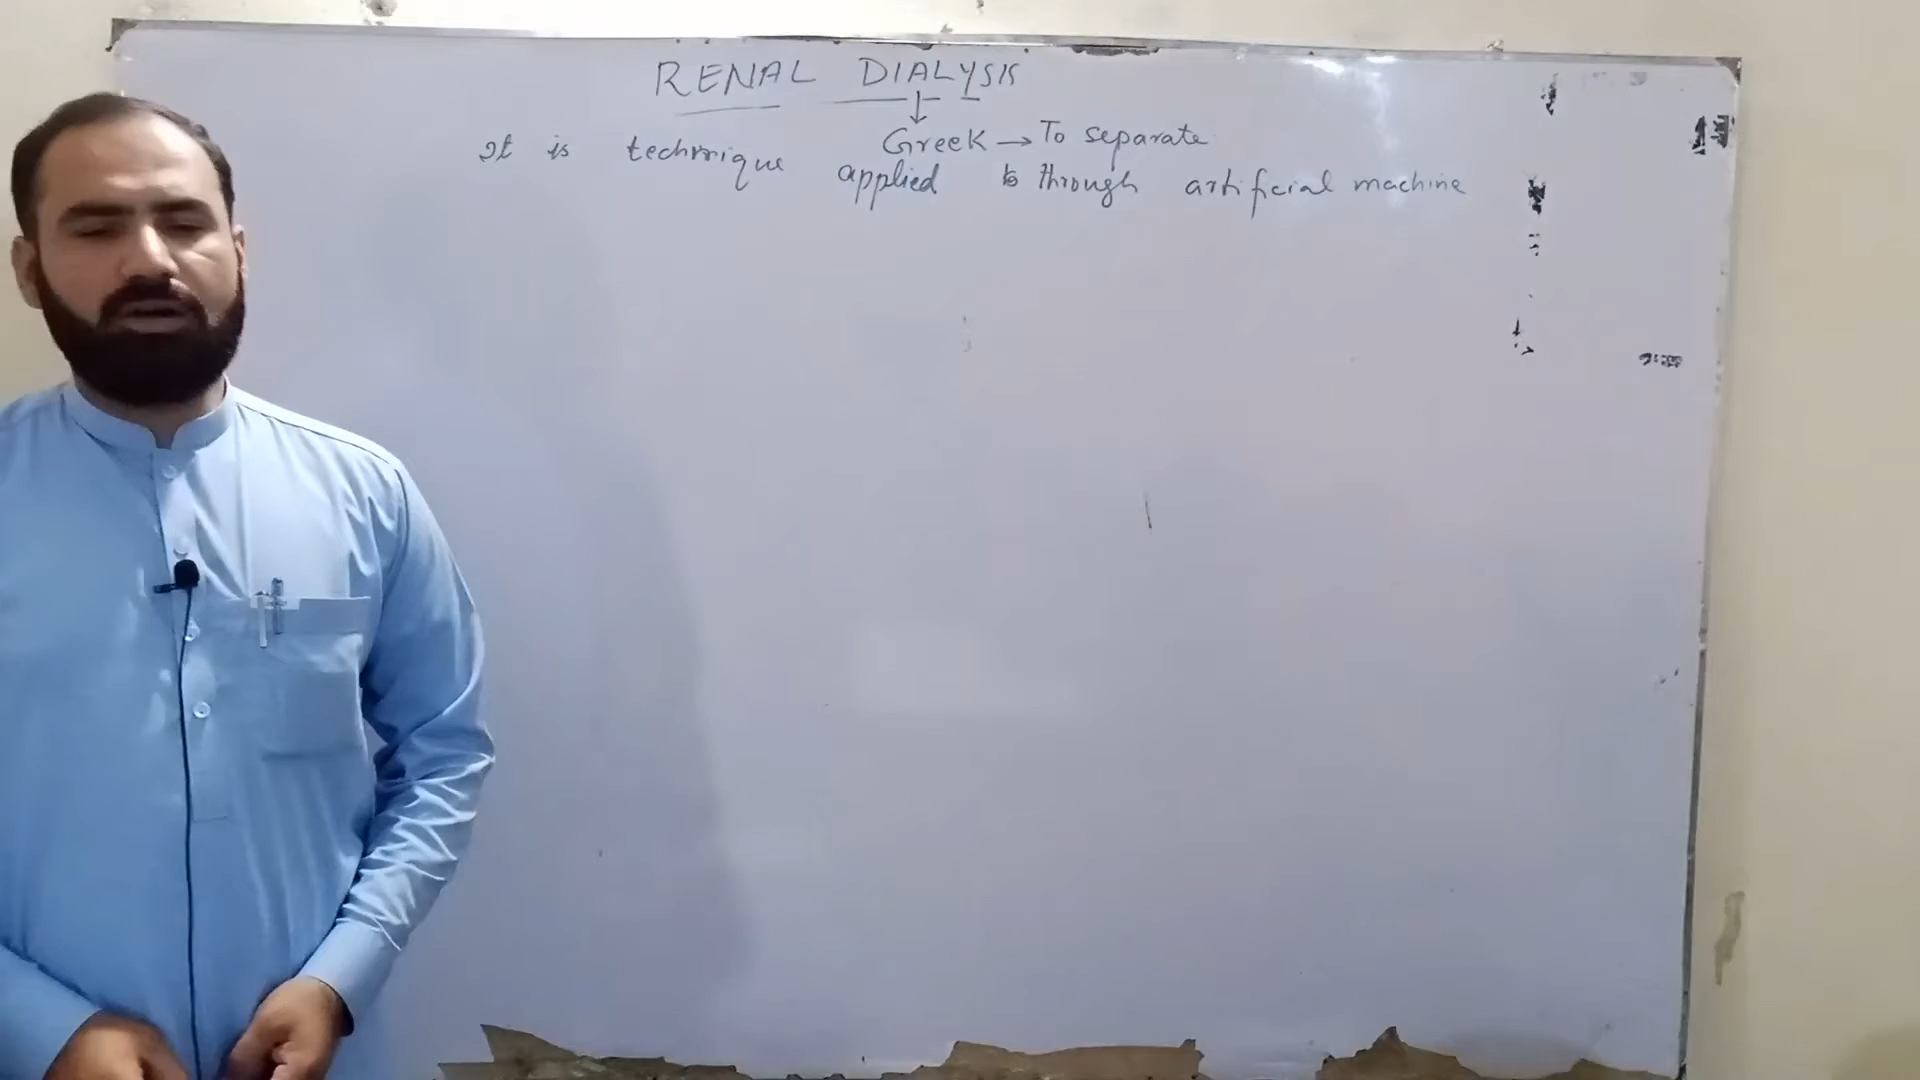 RENAL DIALYSIS
Greek → To separate
It is technique applied to through artificial machine